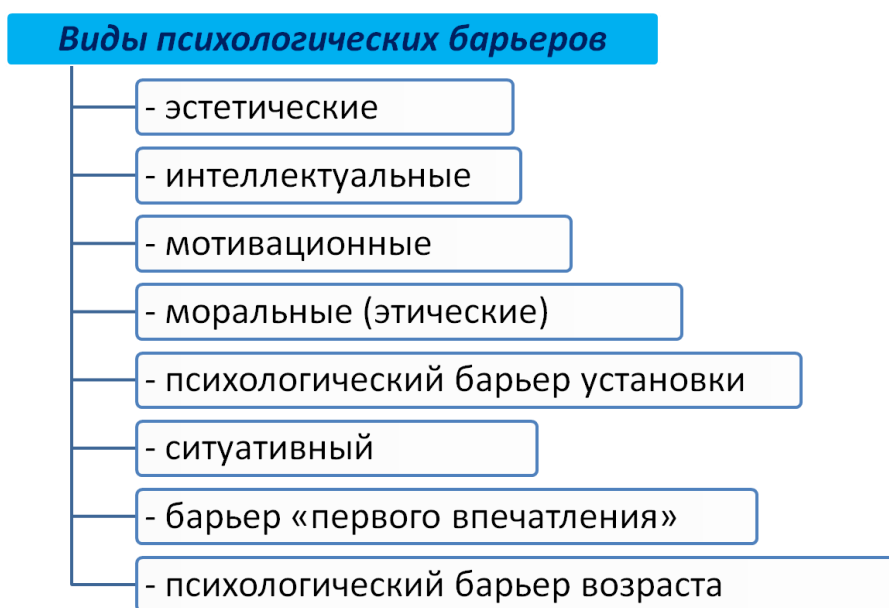 Виды психологических барьеров
- эстетические
- интеллектуальные
- мотивационные
- моральные (этические)
- психологический барьер установки
- ситуативный
- барьер «первого впечатления»
- психологический барьер возраста